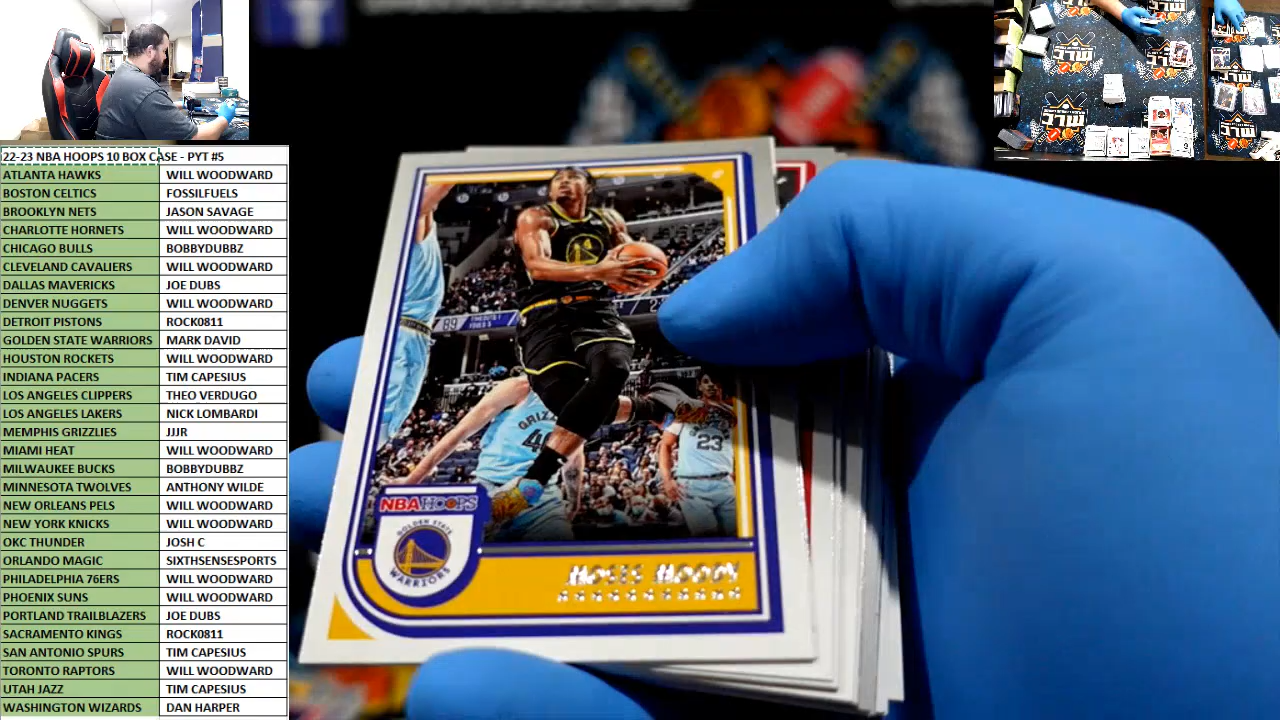 22-23 NBA HOOPS 10 BOX CASE - PYT #5
ATLANTA HAWKS WILL WOODWARD
BOSTON CELTICS FOSSILFUELS
BROOKLYN NETS JASON SAVAGE
CHARLOTTE HORNETS WILL WOODWARD
CHICAGO BULLS BOBBYDUBBZ
CLEVELAND CAVALIERS WILL WOODWARD
DALLAS MAVERICKS JOE DUBS
DENVER NUGGETS WILL WOODWARD
DETROIT PISTONS ROCK0811
GOLDEN STATE WARRIORS MARK DAVID
HOUSTON ROCKETS WILL WOODWARD
INDIANA PACERS TIM CAPESIUS
LOS ANGELES CLIPPERS THEO VERDUGO
LOS ANGELES LAKERS NICK LOMBARDI
MEMPHIS GRIZZLIES JJJR
MIAMI HEAT WILL WOODWARD
MILWAUKEE BUCKS BOBBYDUBBZ
MINNESOTA TWOLVES ANTHONY WILDE
NEW ORLEANS PELS WILL WOODWARD
NEW YORK KNICKS WILL WOODWARD
OKC THUNDER JOSH C
ORLANDO MAGIC SIXTHSENSESPORTS
PHILADELPHIA 76ERS WILL WOODWARD
PHOENIX SUNS WILL WOODWARD
PORTLAND TRAILBLAZERS JOE DUBS
SACRAMENTO KINGS ROCK0811
SAN ANTONIO SPURS TIM CAPESIUS
TORONTO RAPTORS WILL WOODWARD
UTAH JAZZ TIM CAPESIUS
WASHINGTON WIZARDS DAN HARPER
89
23
NBA HOOPS
GOLDEN STATE
WARRIORS
MOSES MOODY